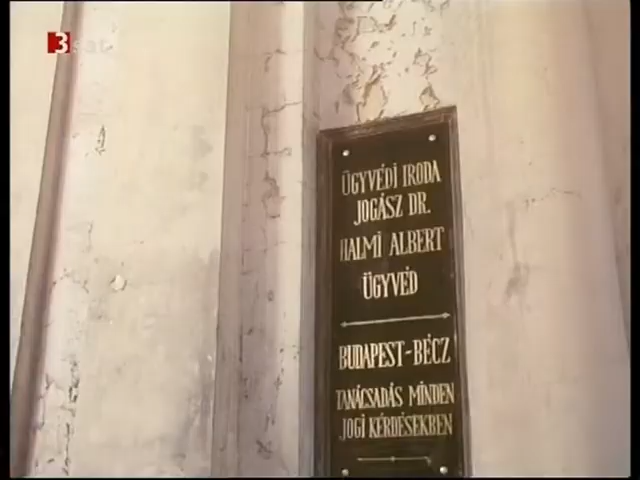 3sat
ÜGYVÉDI IRODA
JOGÁSZ DR.
HALMI ALBERT
ÜGYVÉD
BUDAPEST-BÉCZ
TANÁCSADÁS MINDEN
JOGI KÉRDÉSEKBEN